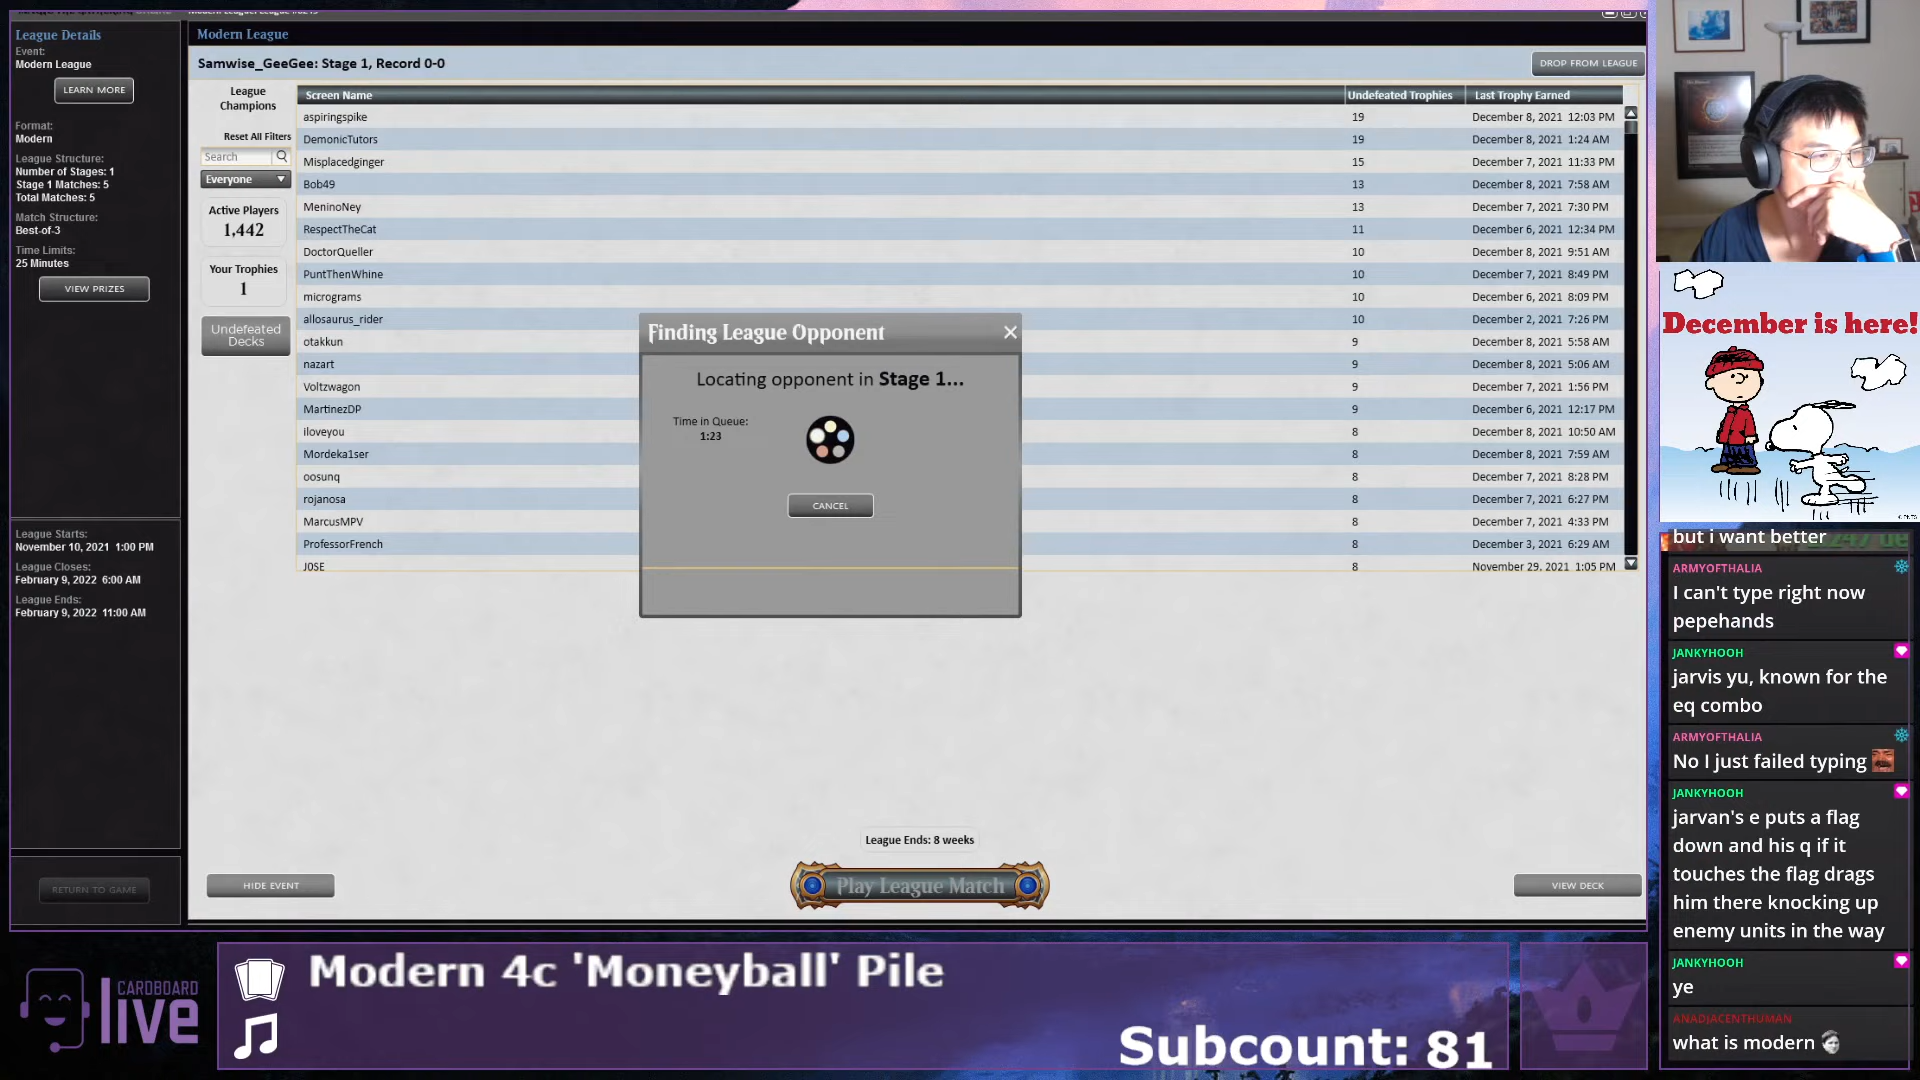 League Details
Event:
Modern League
LEARN MORE
Format:
Modern
League Structure:
Number of Stages: 1
Stage 1 Matches: 5
Total Matches: 5
Match Structure:
Best-of-3
Time Limits:
25 Minutes
VIEW PRIZES
League Starts:
November 10, 2021 1:00 PM
League Closes:
February 9, 2022 6:00 AM
League Ends:
February 9, 2022 11:00 AM
RETURN TO GAME
Modern League
Samwise_GeeGee: Stage 1, Record 0-0
DROP FROM LEAGUE
League
Champions
Reset All Filters
Search
Everyone
Active Players
1,442
Your Trophies
1
Undefeated
Decks
Screen Name Undefeated Trophies Last Trophy Earned
aspiringspike 19 December 8, 2021 12:03 PM
DemonicTutors 19 December 8, 2021 1:24 AM
Misplacedginger 15 December 7, 2021 11:33 PM
Bob49 13 December 8, 2021 7:58 AM
MeninoNey 13 December 7, 2021 7:30 PM
RespectTheCat 11 December 6, 2021 12:34 PM
DoctorQueller 10 December 8, 2021 9:51 AM
PuntThenWhine 10 December 7, 2021 8:49 PM
micrograms 10 December 6, 2021 8:09 PM
allosaurus_rider 10 December 2, 2021 7:26 PM
otakkun 9 December 8, 2021 5:58 AM
nazart 9 December 8, 2021 5:06 AM
Voltzwagon 9 December 7, 2021 1:56 PM
MartinezDP 9 December 6, 2021 12:17 PM
iloveyou 8 December 8, 2021 10:50 AM
Mordeka1ser 8 December 8, 2021 7:59 AM
oosunq 8 December 7, 2021 8:28 PM
rojanosa 8 December 7, 2021 6:27 PM
MarcusMPV 8 December 7, 2021 4:33 PM
ProfessorFrench 8 December 3, 2021 6:29 AM
J0SE 8 November 29, 2021 1:05 PM
Finding League Opponent
Locating opponent in Stage 1...
Time in Queue:
1:23
CANCEL
League Ends: 8 weeks
HIDE EVENT
Play League Match
VIEW DECK
December is here!
but i want better
ARMYOFTHALIA
I can't type right now
pepehands
JANKYHOOH
jarvis yu, known for the
eq combo
ARMYOFTHALIA
No I just failed typing
JANKYHOOH
jarvan's e puts a flag
down and his q if it
touches the flag drags
him there knocking up
enemy units in the way
JANKYHOOH
ye
ANADJACENTHUMAN
what is modern
CARDBOARD
live
Modern 4c 'Moneyball' Pile
Subcount: 81